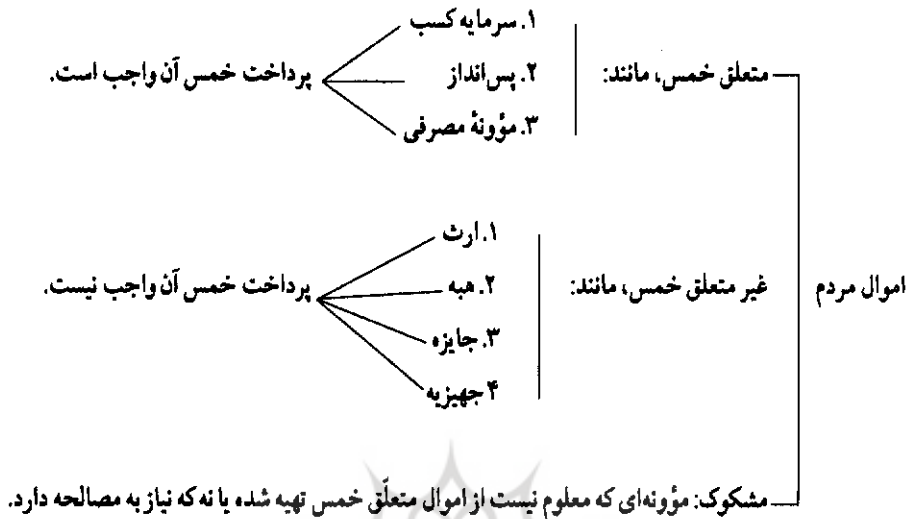 اموال مردم
متعلق خمس، مانند:
۱. سرمایه کسب
۲. پس‌انداز
۳. مؤونهٔ مصرفی
پرداخت خمس آن واجب است.
غیر متعلق خمس، مانند:
۱. ارث
۲. هبه
۳. جایزه
۴ جهیزیه
پرداخت خمس آن واجب نیست.
مشکوک: مؤونه‌ای که معلوم نیست از اموال متعلّق خمس تهیه شده یا نه که نیاز به مصالحه دارد.